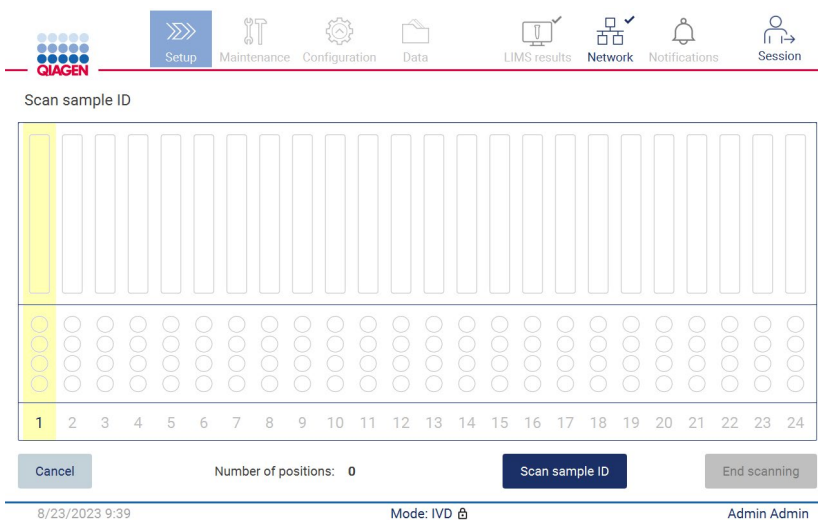 QIAGEN
Setup Maintenance Configuration Data LIMS results Network Notifications Session
Scan sample ID
1 2 3 4 5 6 7 8 9 10 11 12 13 14 15 16 17 18 19 20 21 22 23 24
Cancel Number of positions: 0 Scan sample ID End scanning
8/23/2023 9:39 Mode: IVD Admin Admin